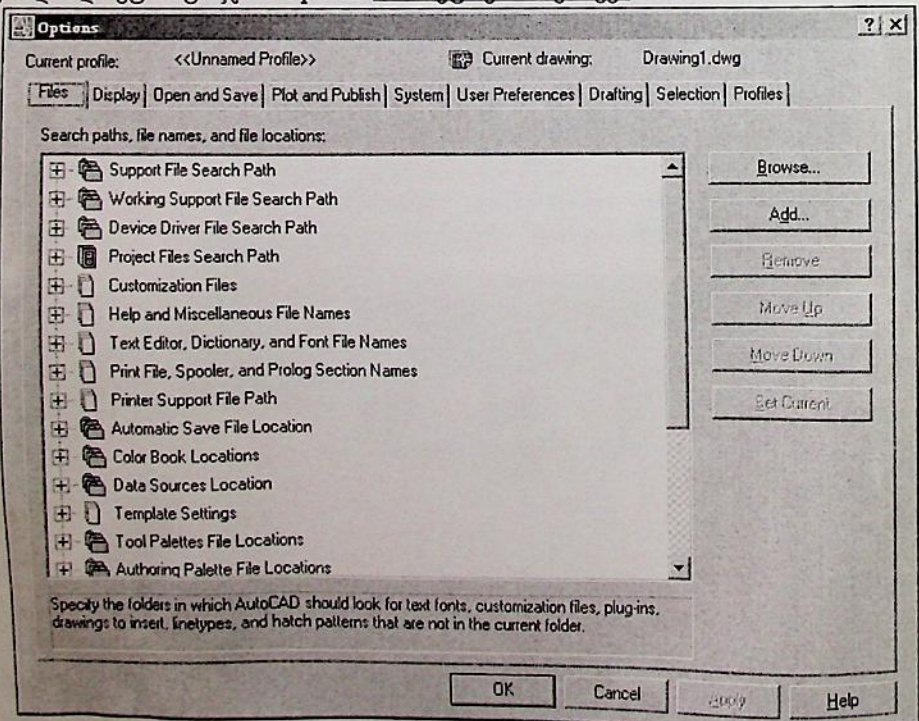 Options
Current profile: <<Unnamed Profile>> Current drawing: Drawing1.dwg
Files Display Open and Save Plot and Publish System User Preferences Drafting Selection Profiles
Search paths, file names, and file locations:
Support File Search Path
Working Support File Search Path
Device Driver File Search Path
Project Files Search Path
Customization Files
Help and Miscellaneous File Names
Text Editor, Dictionary, and Font File Names
Print File, Spooler, and Prolog Section Names
Printer Support File Path
Automatic Save File Location
Color Book Locations
Data Sources Location
Template Settings
Tool Palettes File Locations
Authoring Palette File Locations
Browse...
Add...
Remove
Move Up
Move Down
Set Current
Specify the folders in which AutoCAD should look for text fonts, customization files, plug-ins,
drawings to insert, linetypes, and hatch patterns that are not in the current folder.
OK Cancel Apply Help